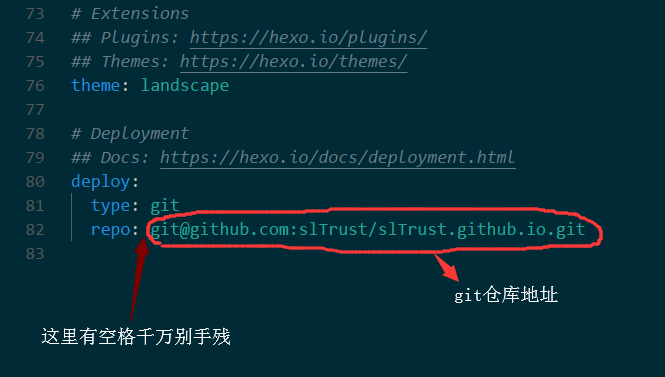 73 # Extensions
74 ## Plugins: https://hexo.io/plugins/
75 ## Themes: https://hexo.io/themes/
76 theme: landscape
77
78 # Deployment
79 ## Docs: https://hexo.io/docs/deployment.html
80 deploy:
81 type: git
82 repo: git@github.com:slTrust/slTrust.github.io.git
83
git仓库地址
这里有空格千万别手残